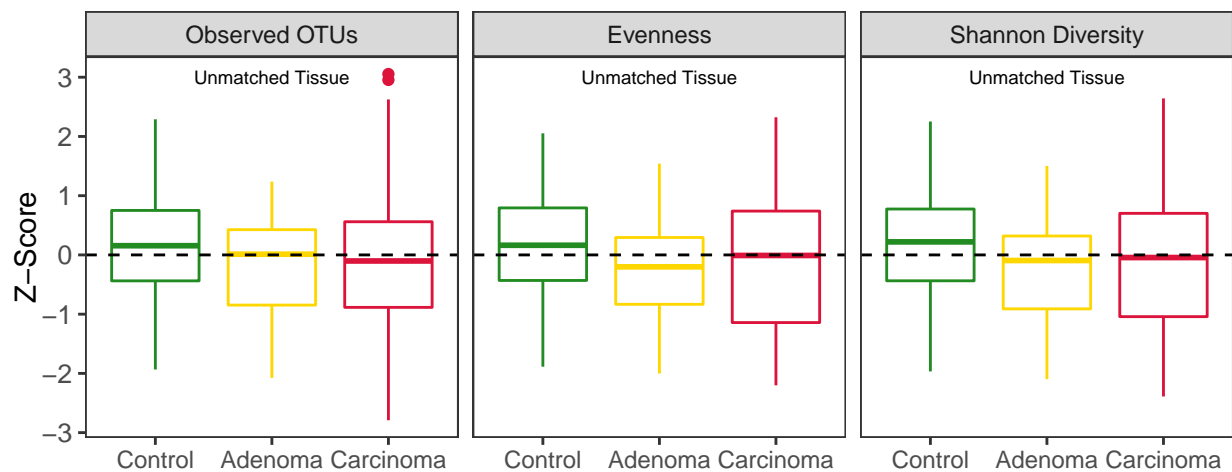 Observed OTUs Evenness Shannon Diversity
Unmatched Tissue Unmatched Tissue Unmatched Tissue
Z−Score
3
2
1
0
−1
−2
−3
Control Adenoma Carcinoma Control Adenoma Carcinoma Control Adenoma Carcinoma